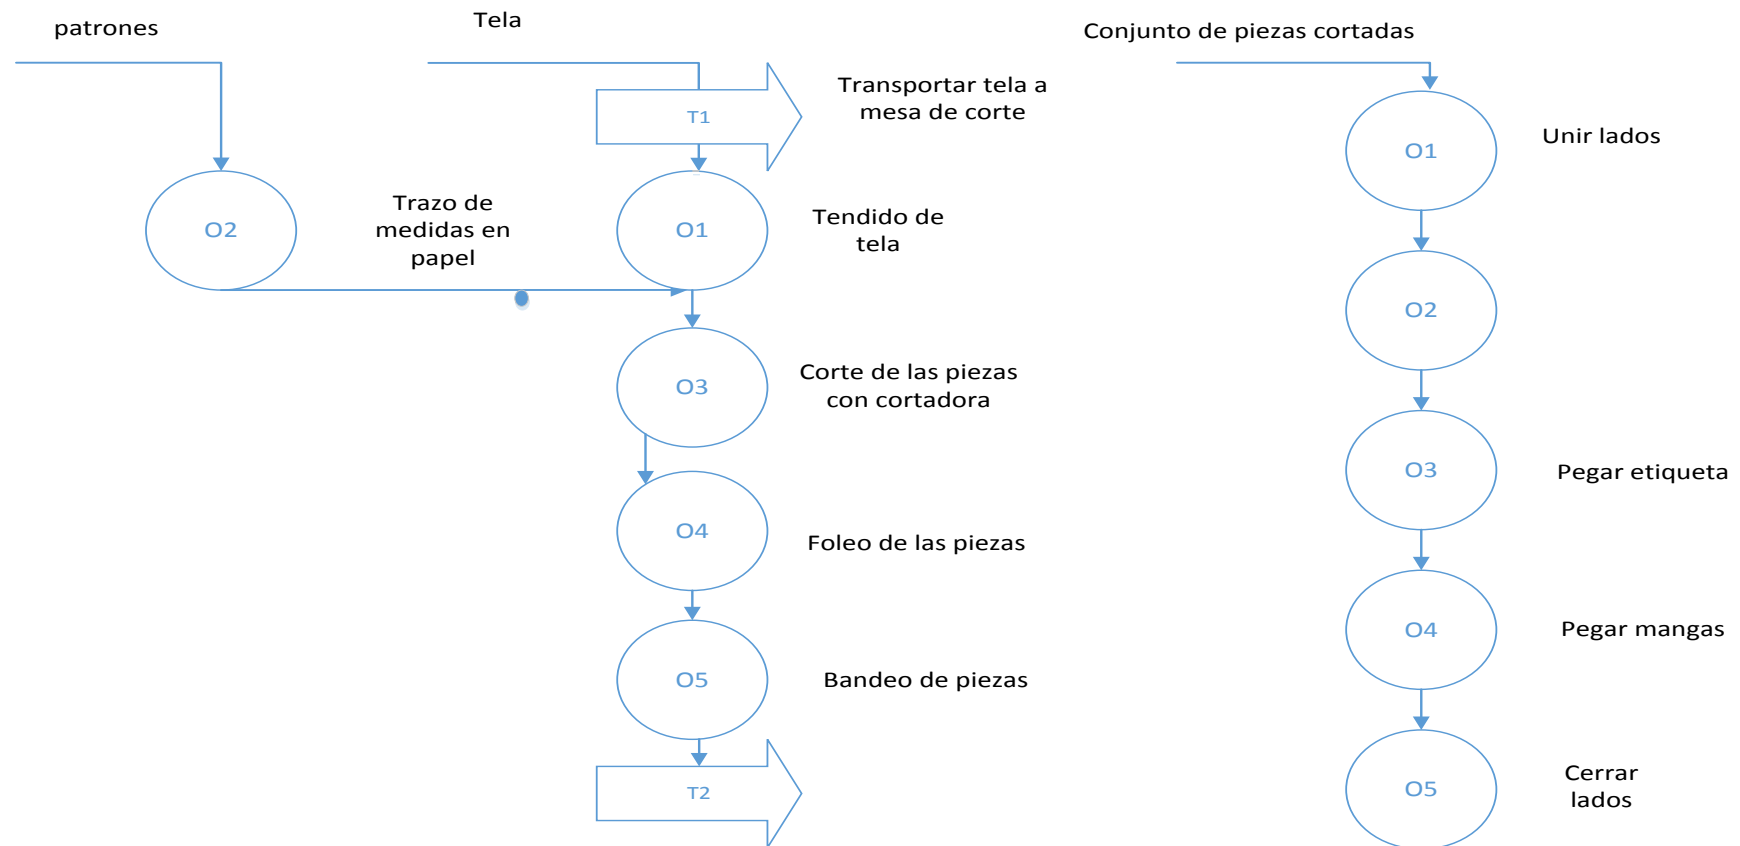 patrones
Tela
Conjunto de piezas cortadas
Transportar tela a
mesa de corte
T1
O1
Unir lados
O2
Trazo de
medidas en
papel
O1
Tendido de
tela
O2
O3
Corte de las piezas
con cortadora
O3
Pegar etiqueta
O4
Foleo de las piezas
O4
Pegar mangas
O5
Bandeo de piezas
T2
O5
Cerrar
lados